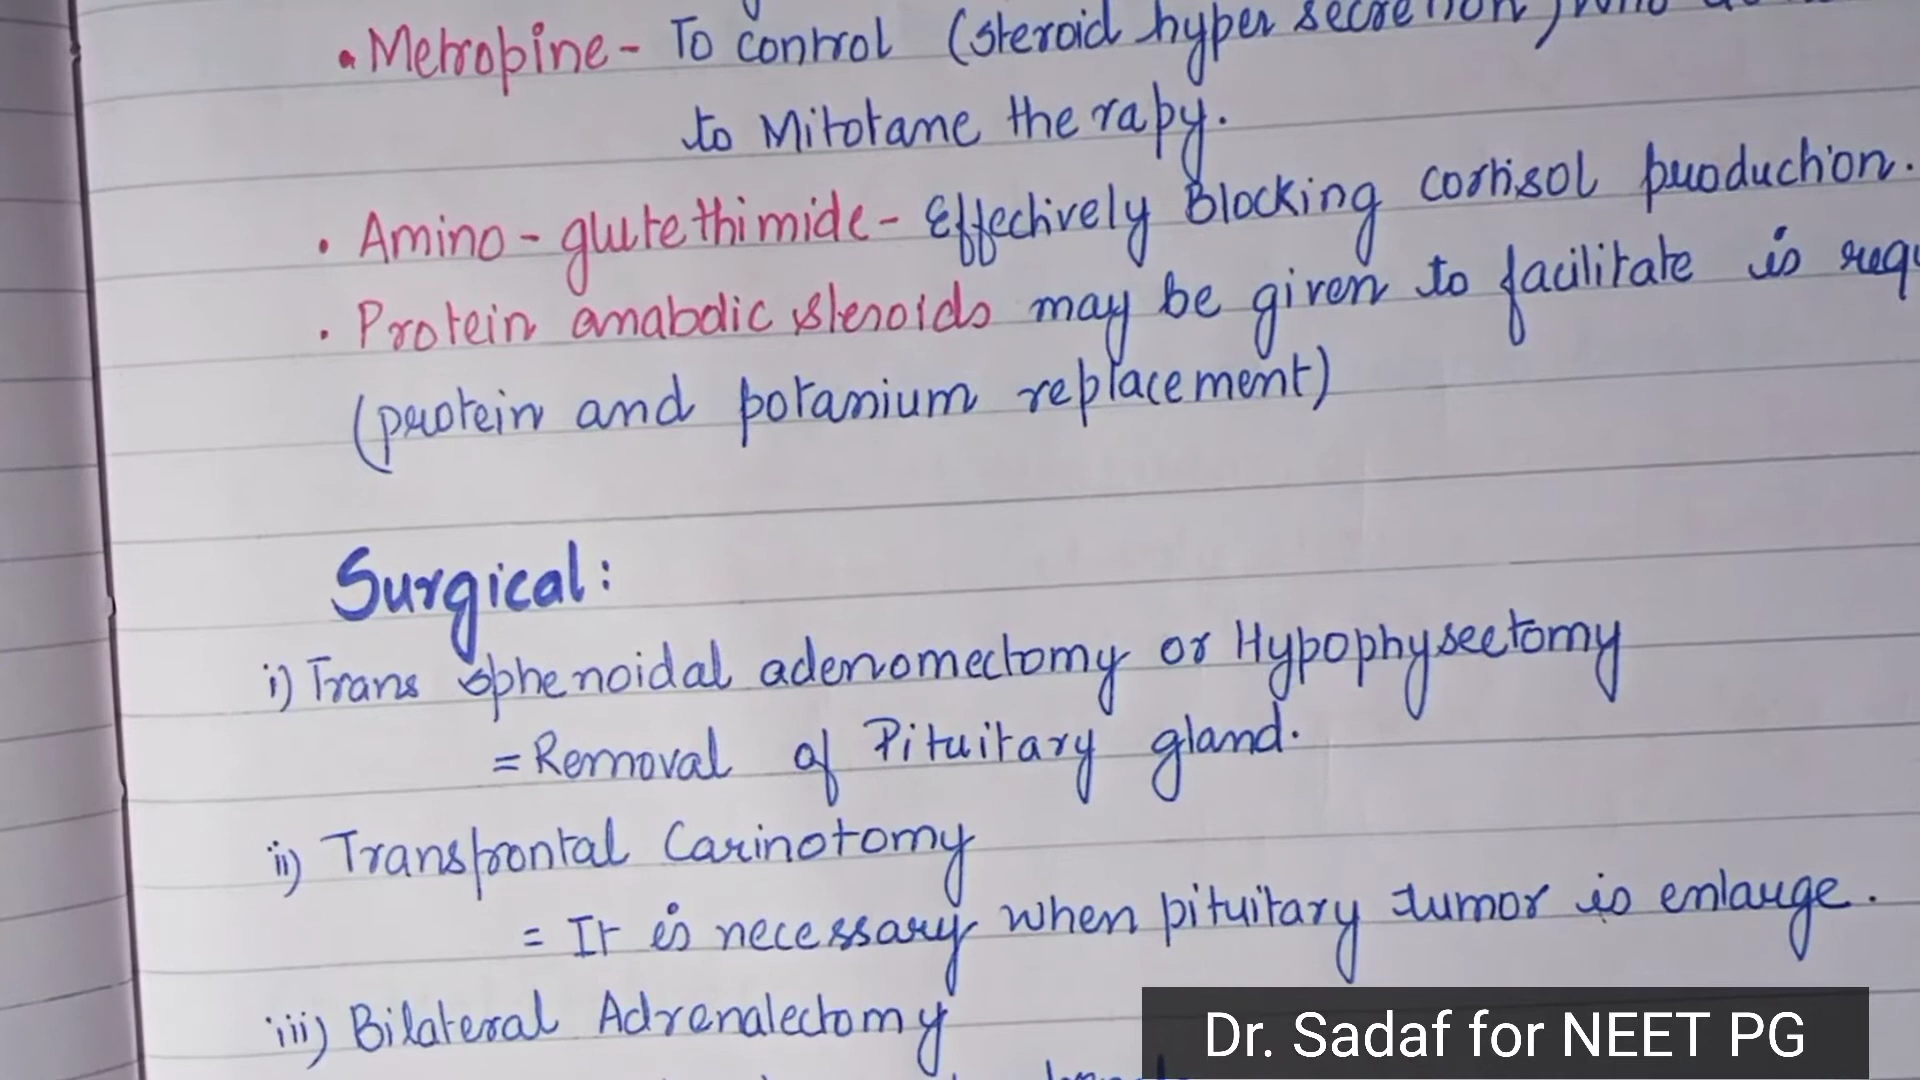 • Metropine - To control (steroid hyper secretion)
to Mitotane therapy.
• Amino-glutethimide - Effectively Blocking cortisol production.
• Protein anabolic steroids may be given to facilitate is
(protein and potassium replacement)
Surgical:
i) Trans sphenoidal adenomectomy or Hypophysectomy
= Removal of Pituitary gland.
ii) Transfrontal Carinotomy
= It is necessary when pituitary tumor is enlarge.
iii) Bilateral Adrenalectomy
Dr. Sadaf for NEET PG